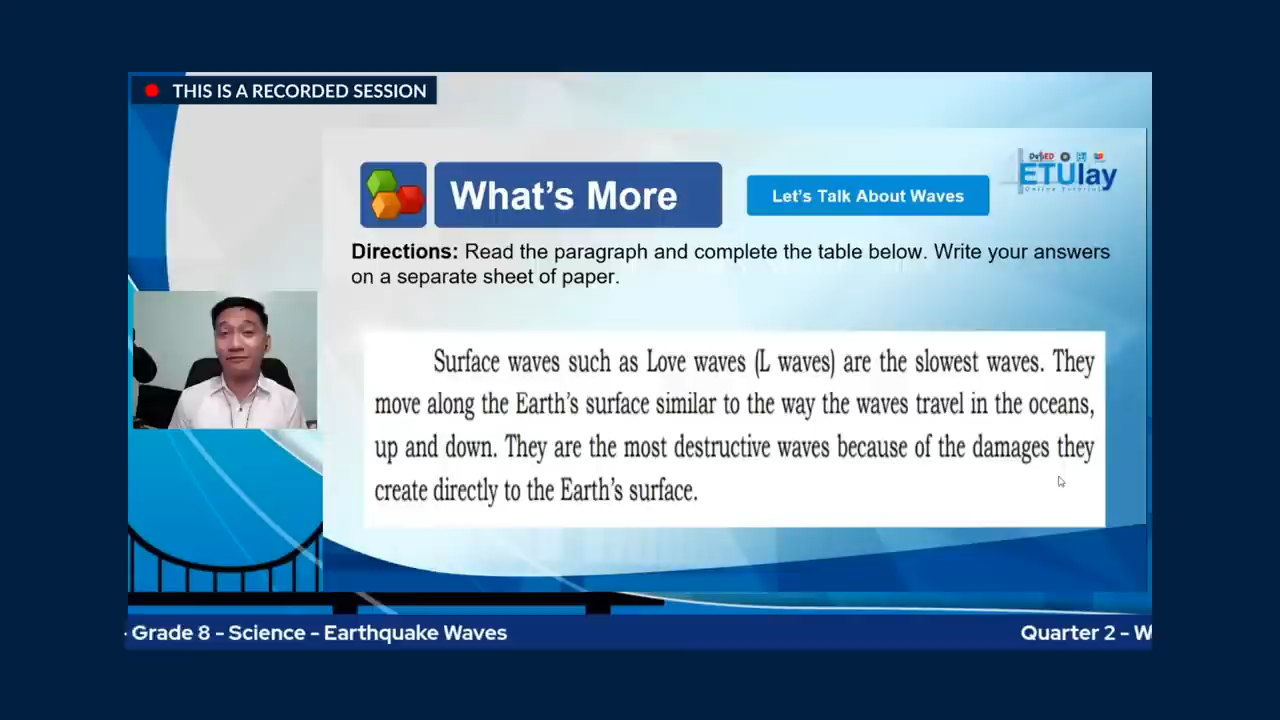 THIS IS A RECORDED SESSION
What's More
Let's Talk About Waves
DepED
ETUlay
Online Tutorial
Directions: Read the paragraph and complete the table below. Write your answers
on a separate sheet of paper.
Surface waves such as Love waves (L waves) are the slowest waves. They
move along the Earth's surface similar to the way the waves travel in the oceans,
up and down. They are the most destructive waves because of the damages they
create directly to the Earth's surface.
- Grade 8 - Science - Earthquake Waves
Quarter 2 - W